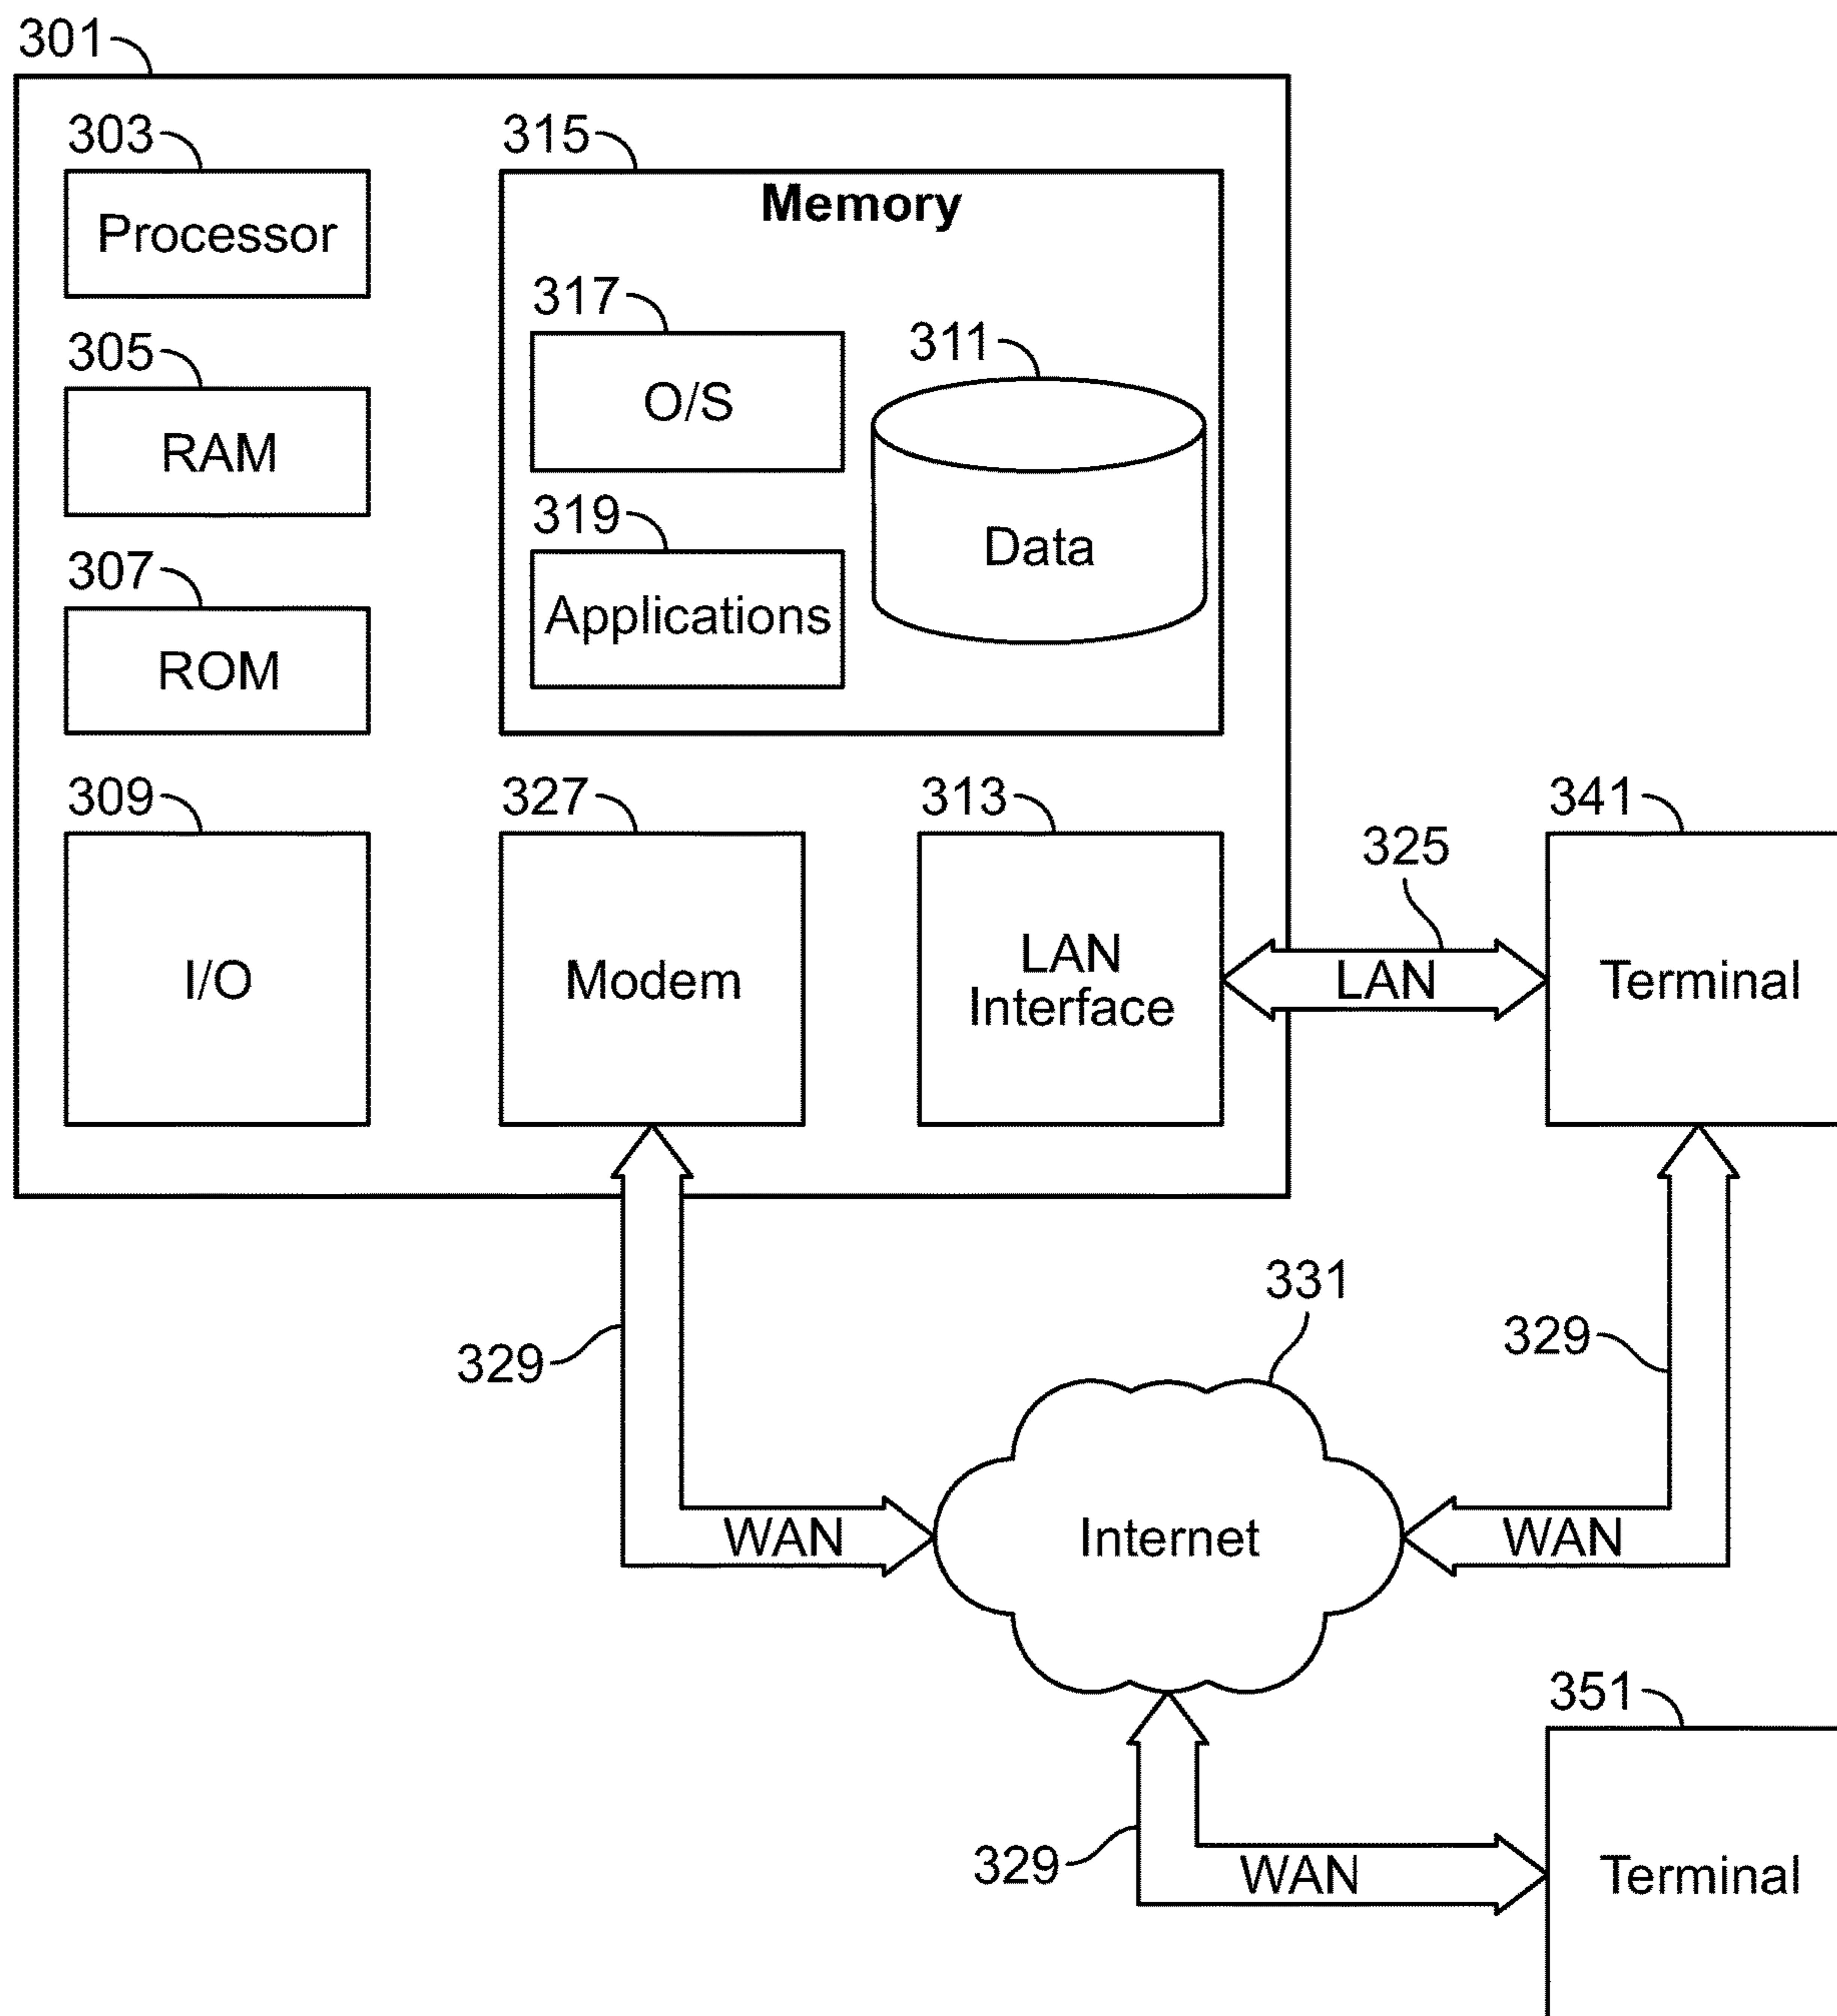 301
303
Processor
305
RAM
307
ROM
309
I/O
315
Memory
317
O/S
311
Data
319
Applications
327
Modem
313
LAN
Interface
325
LAN
341
Terminal
329
WAN
331
Internet
329
WAN
329
WAN
351
Terminal